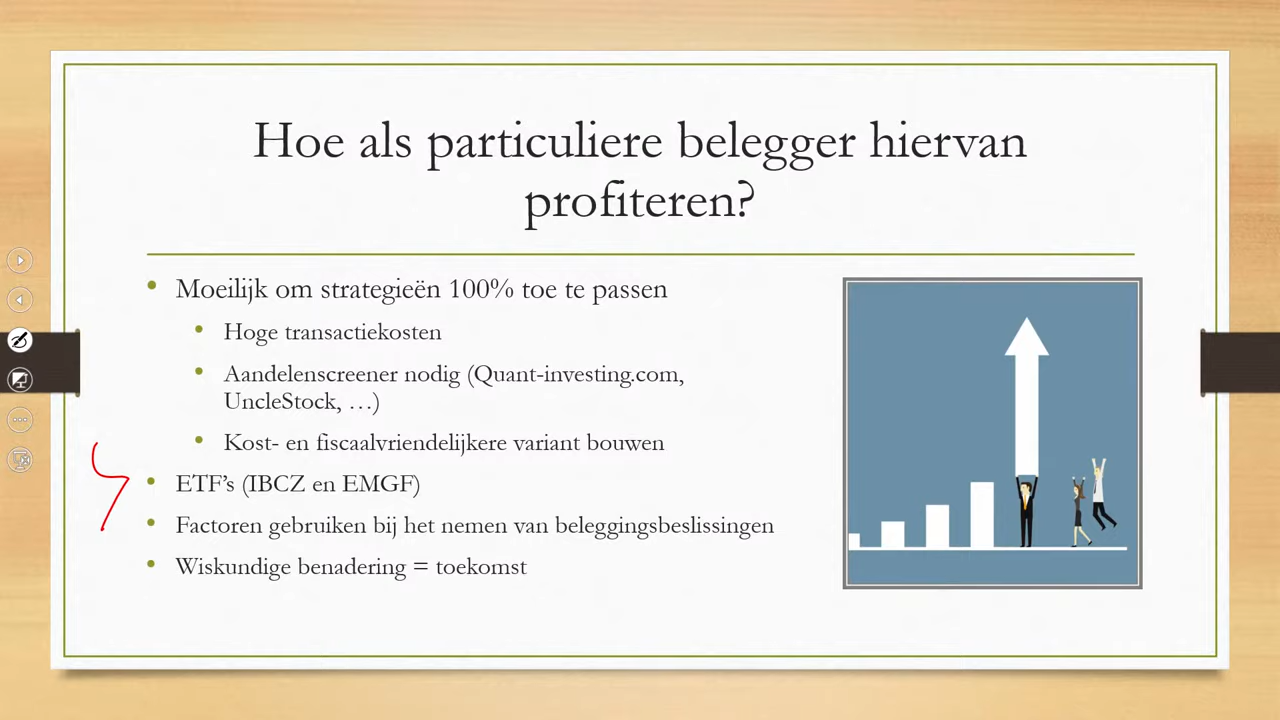 Hoe als particuliere belegger hiervan
profiteren?
Moeilijk om strategieën 100% toe te passen
Hoge transactiekosten
Aandelenscreener nodig (Quant-investing.com,
UncleStock, …)
Kost- en fiscaalvriendelijkere variant bouwen
ETF’s (IBCZ en EMGF)
Factoren gebruiken bij het nemen van beleggingsbeslissingen
Wiskundige benadering = toekomst